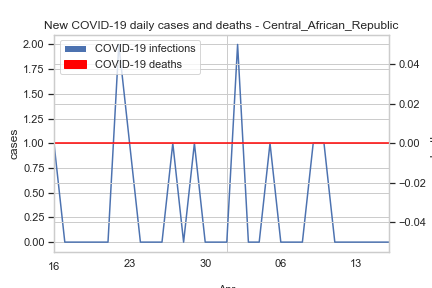 New COVID-19 daily cases and deaths - Central_African_Republic
COVID-19 infections
COVID-19 deaths
cases
2.00
1.75
1.50
1.25
1.00
0.75
0.50
0.25
0.00
0.04
0.02
0.00
−0.02
−0.04
16 23 30 06 13